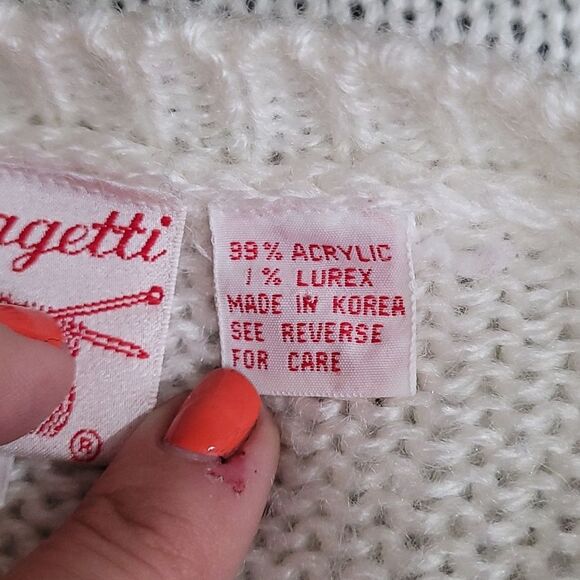 agetti
®
99% ACRYLIC
1% LUREX
MADE IN KOREA
SEE REVERSE
FOR CARE